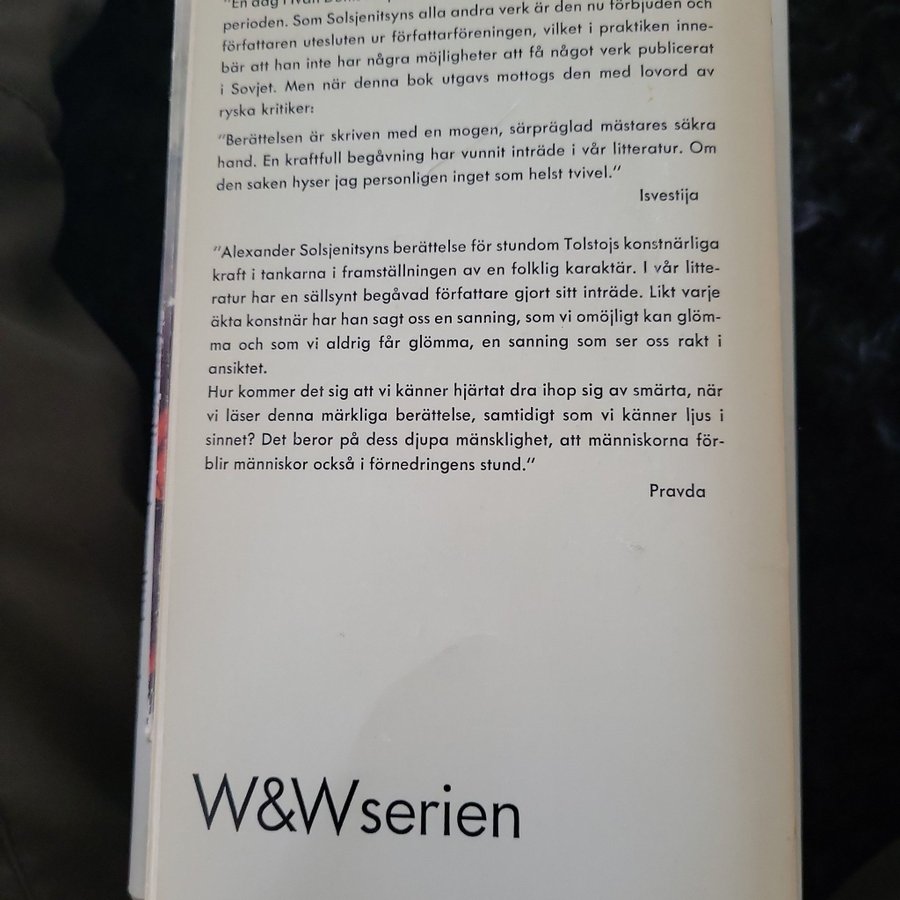 "En dag i Ivan
perioden. Som Solsjenitsyns alla andra verk är den nu förbjuden och
författaren utesluten ur författarföreningen, vilket i praktiken inne-
bär att han inte har några möjligheter att få något verk publicerat
i Sovjet. Men när denna bok utgavs mottogs den med lovord av
ryska kritiker:
"Berättelsen är skriven med en mogen, särpräglad mästares säkra
hand. En kraftfull begåvning har vunnit inträde i vår litteratur. Om
den saken hyser jag personligen inget som helst tvivel."
Isvestija
"Alexander Solsjenitsyns berättelse för stundom Tolstojs konstnärliga
kraft i tankarna i framställningen av en folklig karaktär. I vår litte-
ratur har en sällsynt begåvad författare gjort sitt inträde. Likt varje
äkta konstnär har han sagt oss en sanning, som vi omöjligt kan glöm-
ma och som vi aldrig får glömma, en sanning som ser oss rakt i
ansiktet.
Hur kommer det sig att vi känner hjärtat dra ihop sig av smärta, när
vi läser denna märkliga berättelse, samtidigt som vi känner ljus i
sinnet? Det beror på dess djupa mänsklighet, att människorna för-
blir människor också i förnedringens stund."
Pravda
W&Wserien